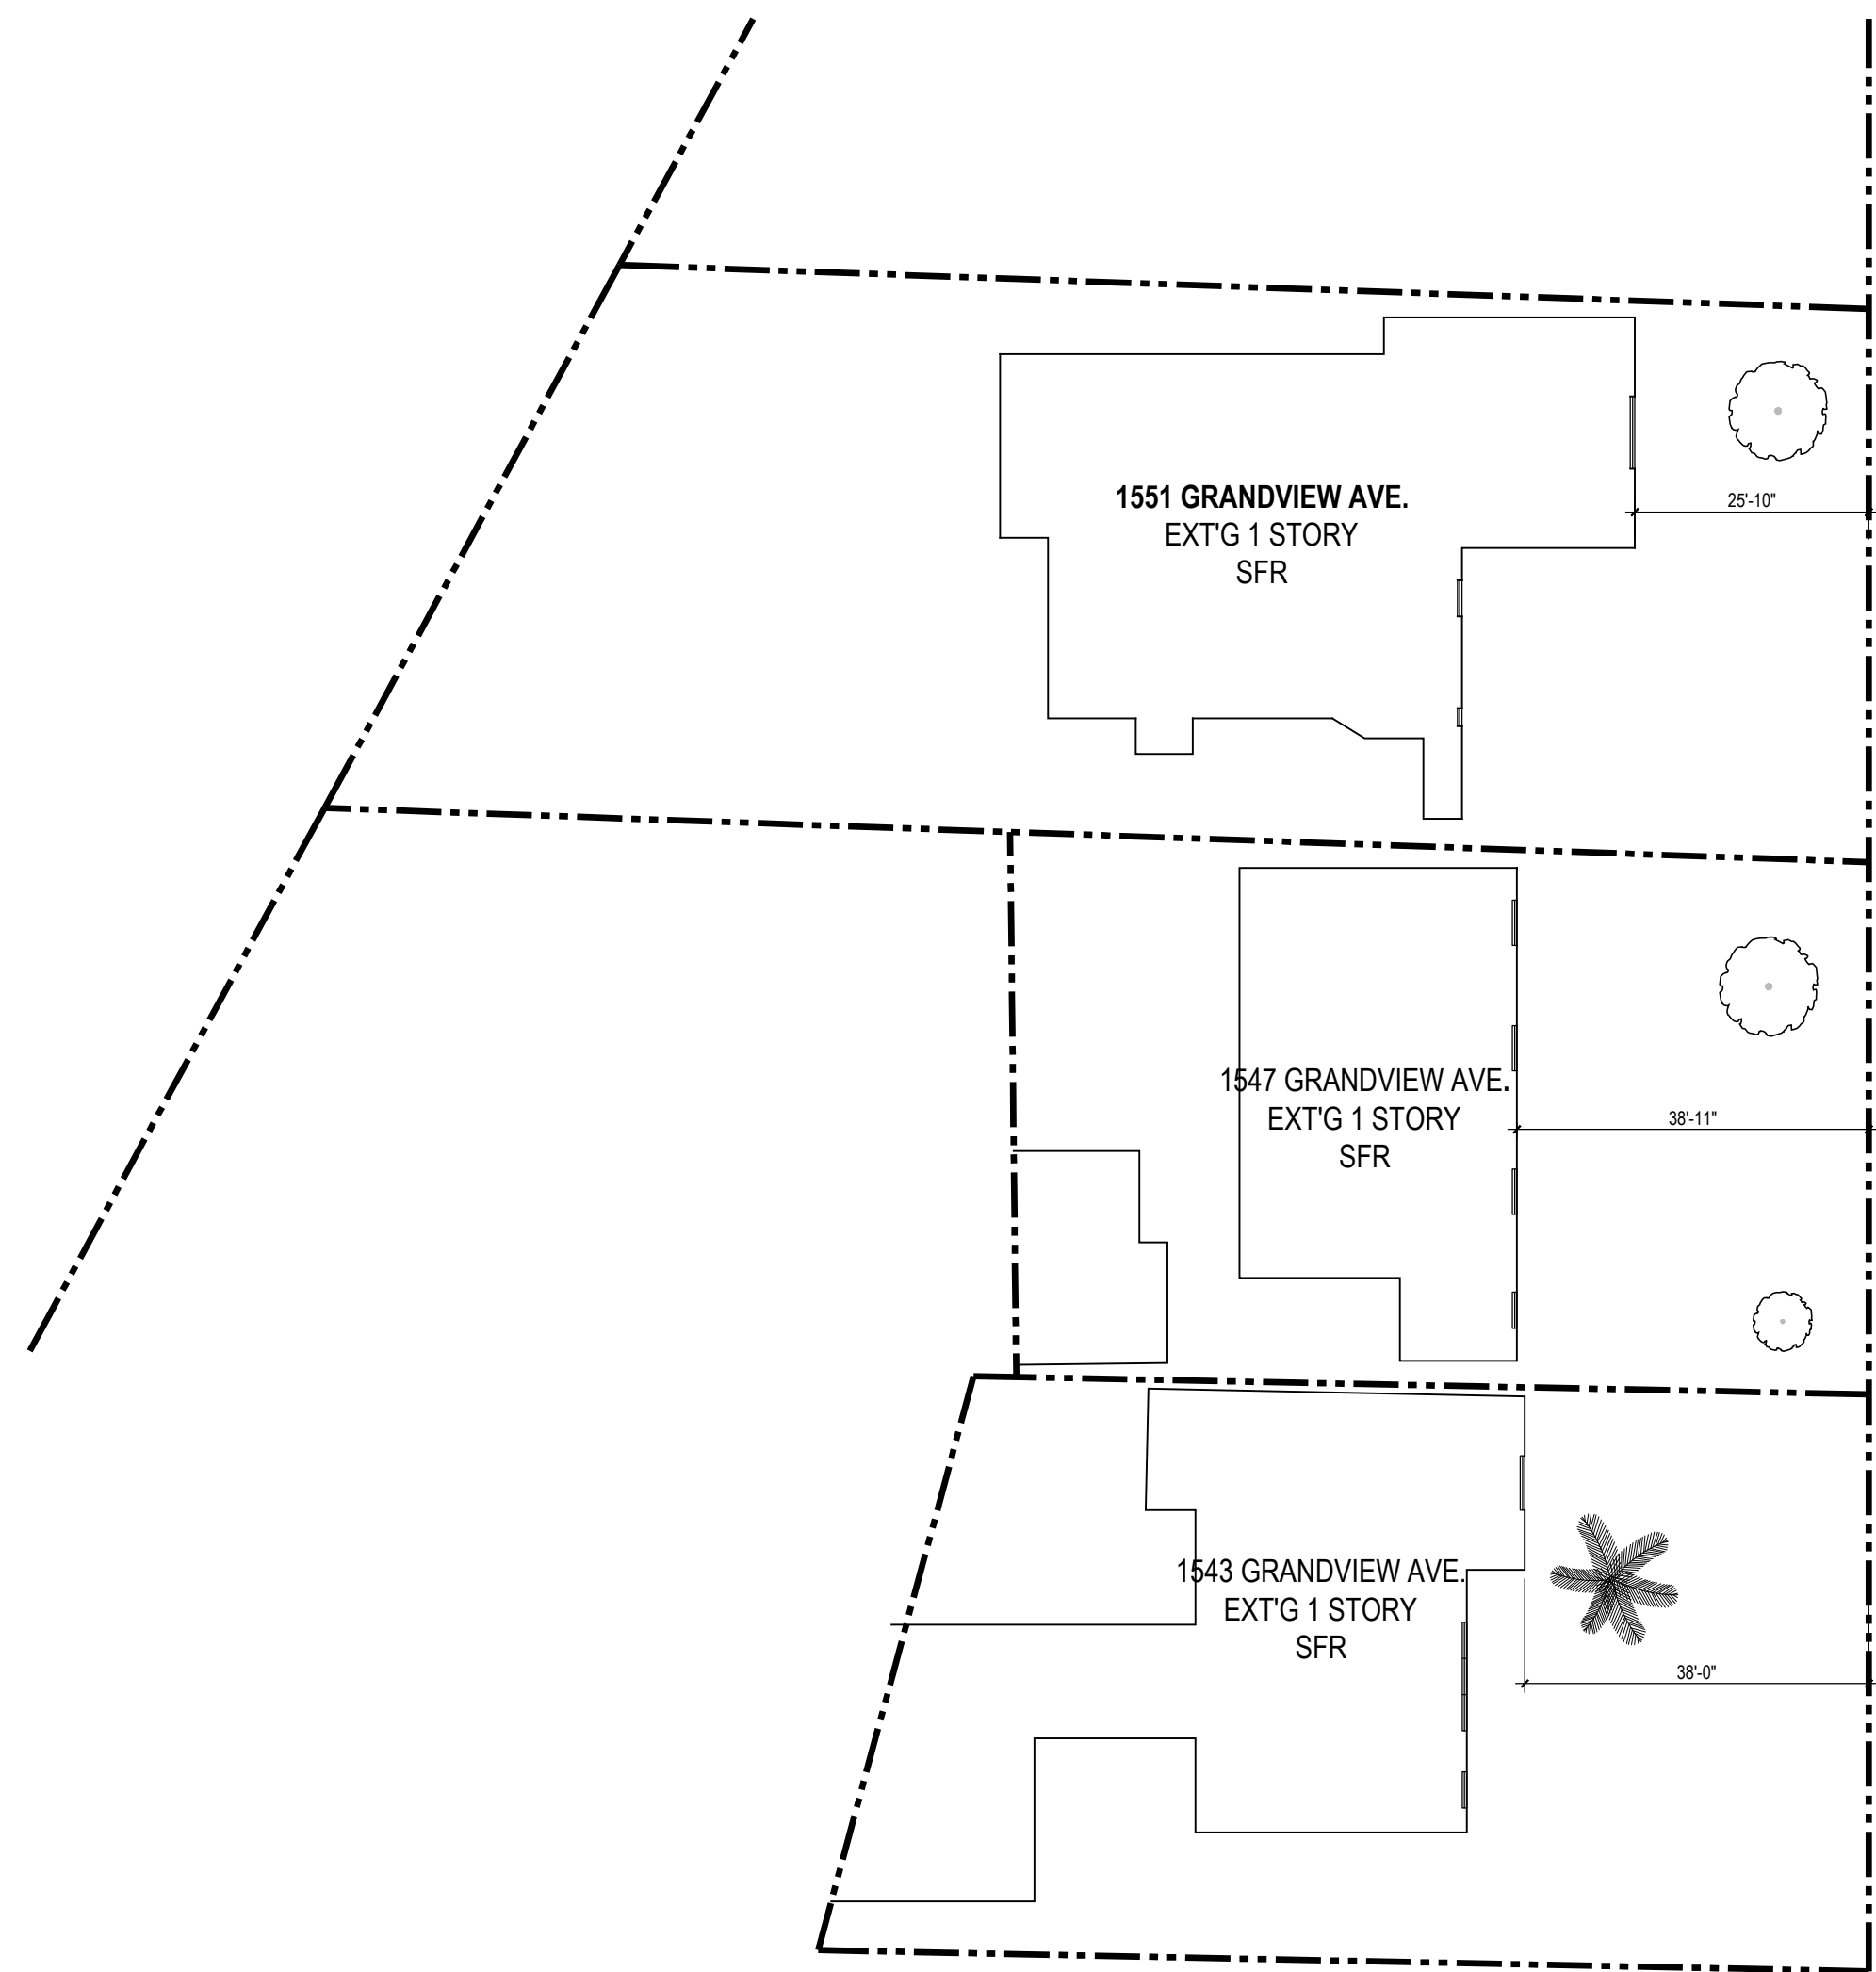 1551 GRANDVIEW AVE.
EXT'G 1 STORY
SFR
25'-10"
1547 GRANDVIEW AVE.
EXT'G 1 STORY
SFR
38'-11"
1543 GRANDVIEW AVE.
EXT'G 1 STORY
SFR
38'-0"